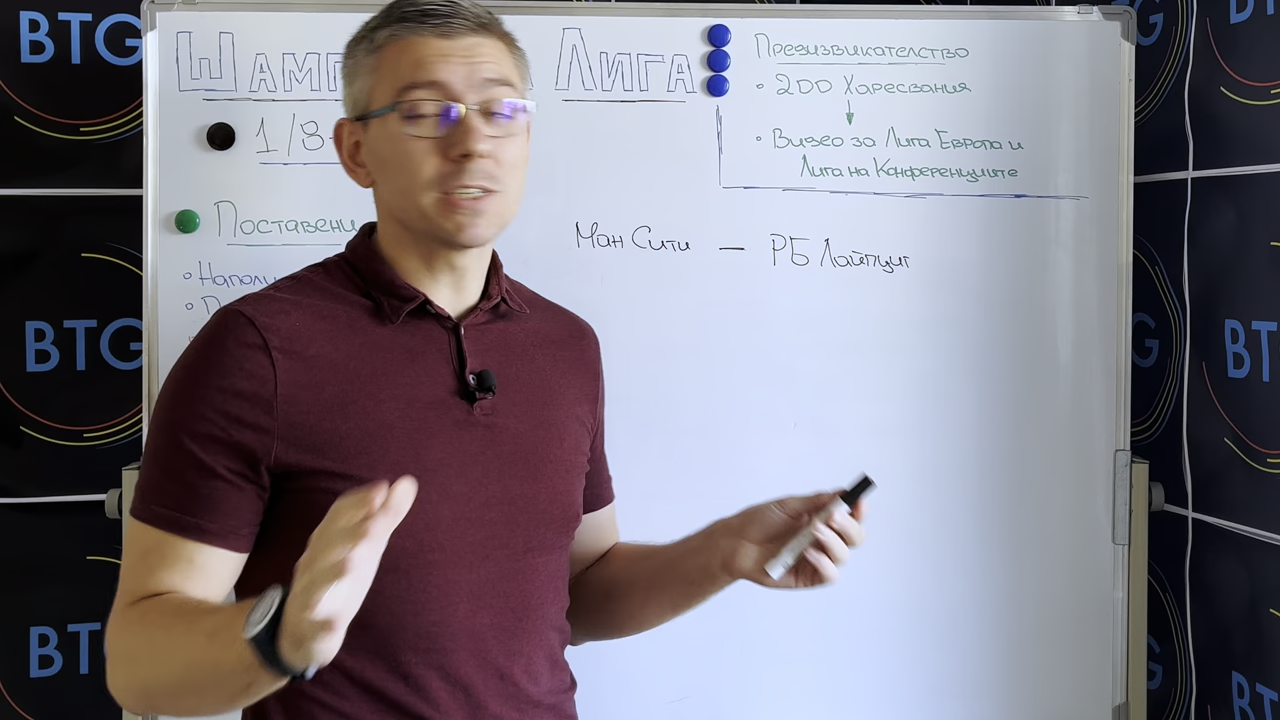 Лига
Предизвикателство
• 200 Харесвания
• Видео за Лига Европа и
Лига на Конференциите
1/8-
Поставени
Ман Сити — РБ Лайпциг
BTG
BTG
BTG
BTG